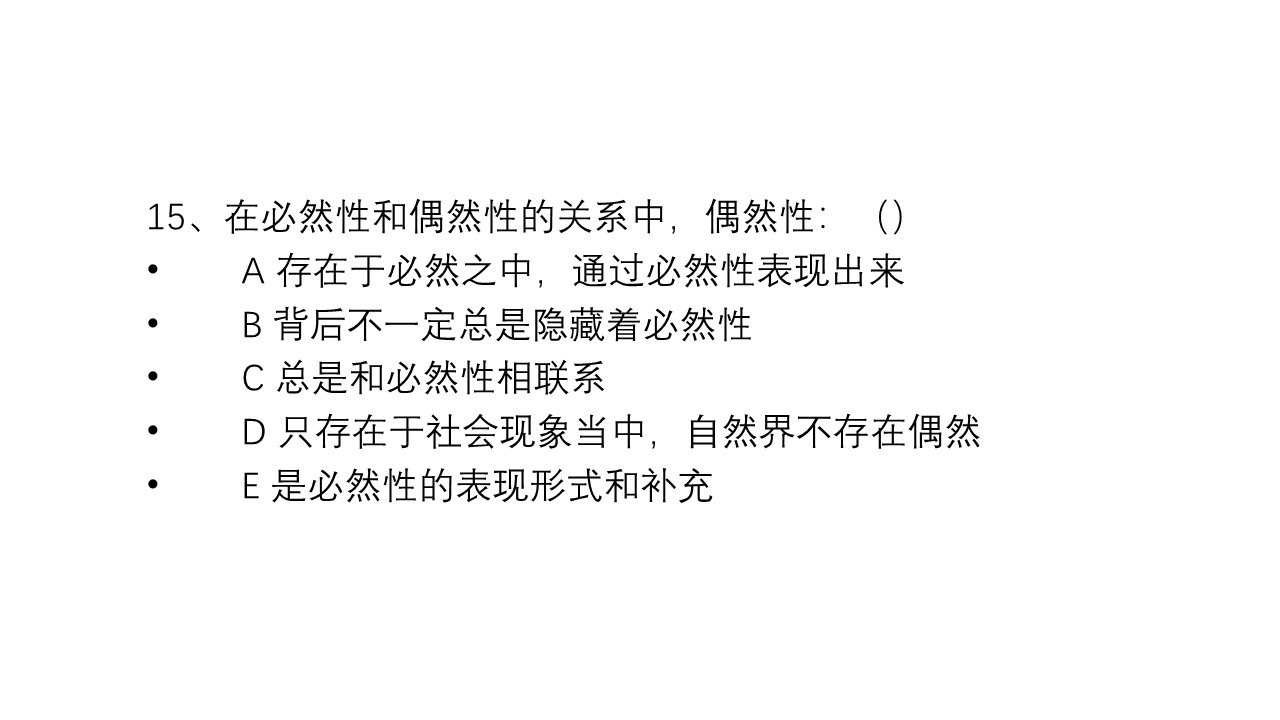 15、在必然性和偶然性的关系中，偶然性：（）
• A 存在于必然之中，通过必然性表现出来
• B 背后不一定总是隐藏着必然性
• C 总是和必然性相联系
• D 只存在于社会现象当中，自然界不存在偶然
• E 是必然性的表现形式和补充